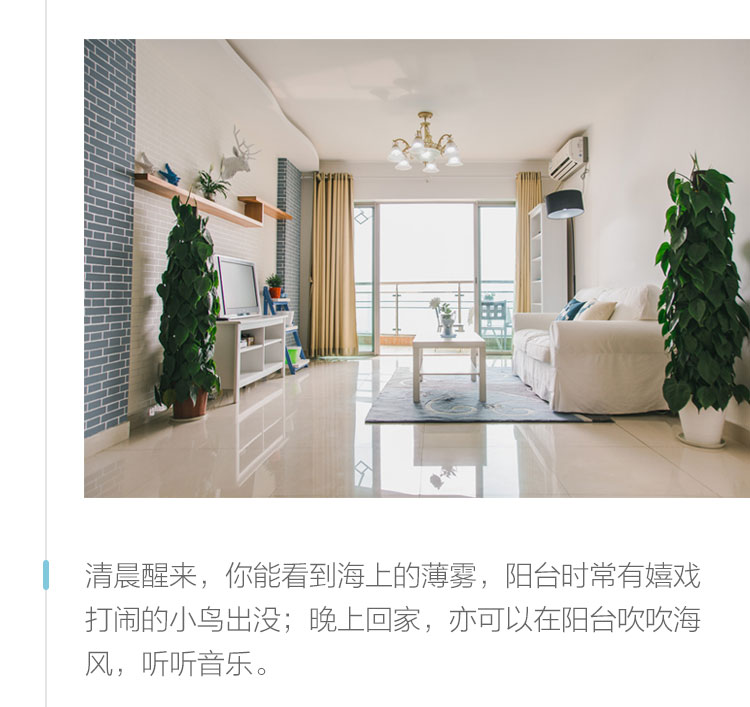 清晨醒来，你能看到海上的薄雾，阳台时常有嬉戏
打闹的小鸟出没；晚上回家，亦可以在阳台吹吹海
风，听听音乐。